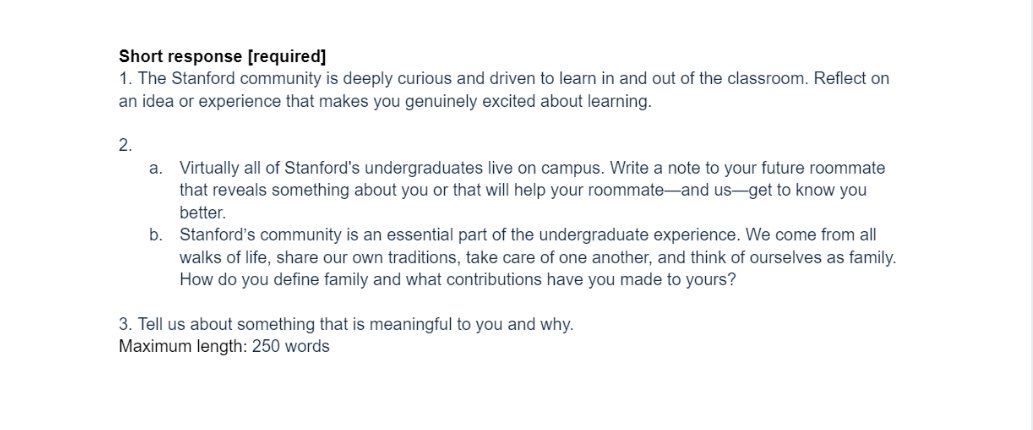 Short response [required]
1. The Stanford community is deeply curious and driven to learn in and out of the classroom. Reflect on
an idea or experience that makes you genuinely excited about learning.
2.
a. Virtually all of Stanford's undergraduates live on campus. Write a note to your future roommate
that reveals something about you or that will help your roommate—and us—get to know you
better.
b. Stanford’s community is an essential part of the undergraduate experience. We come from all
walks of life, share our own traditions, take care of one another, and think of ourselves as family.
How do you define family and what contributions have you made to yours?
3. Tell us about something that is meaningful to you and why.
Maximum length: 250 words